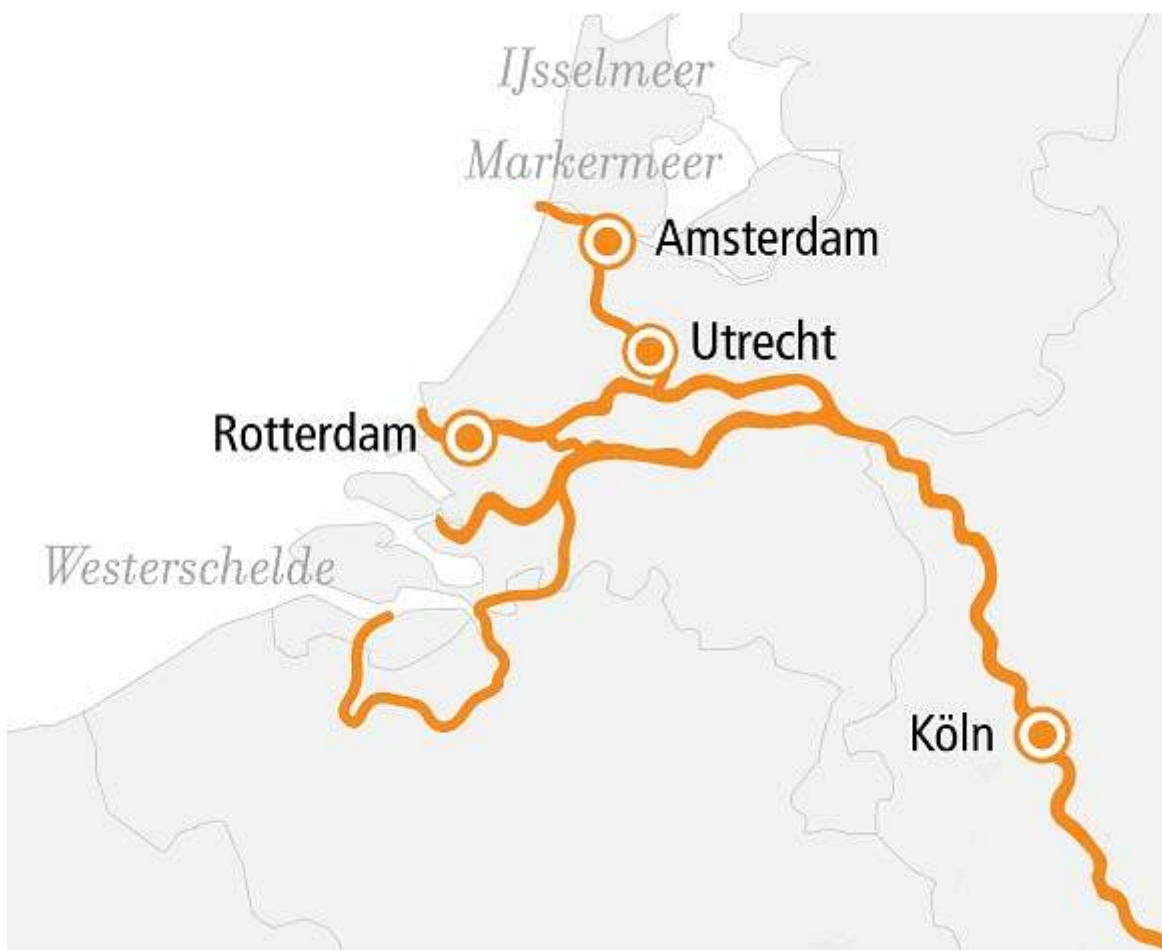 IJsselmeer
Markermeer
Amsterdam
Utrecht
Rotterdam
Westerschelde
Köln